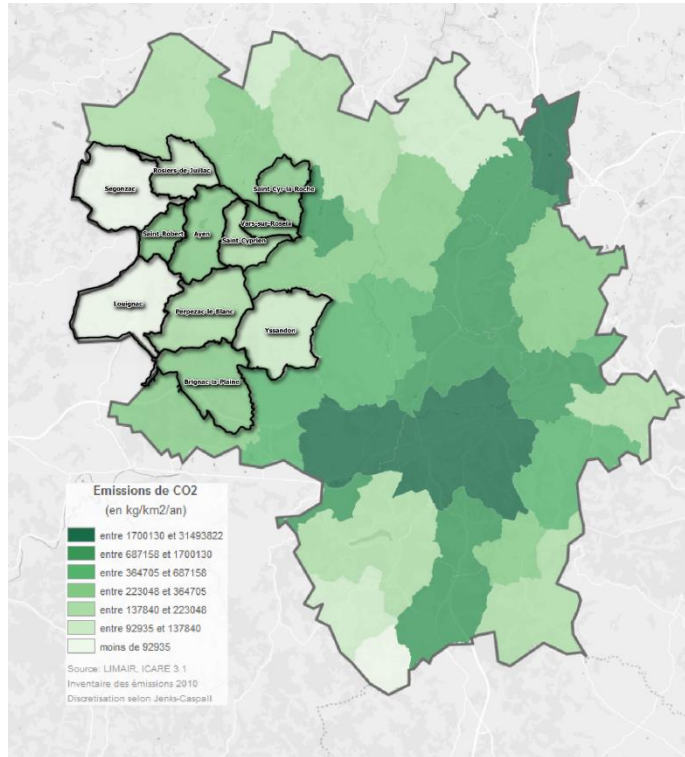 Rosiers-de-Juillac
Segonzac
Saint-Cyr-la-Roche
Saint-Robert
Ayen
Vars-sur-Roseix
Saint-Cyprien
Louignac
Perpezac-le-Blanc
Yssandon
Brignac-la-Plaine
Emissions de CO2
(en kg/km2/an)
entre 1700130 et 31493822
entre 687158 et 1700130
entre 364705 et 687158
entre 223048 et 364705
entre 137840 et 223048
entre 92935 et 137840
moins de 92935
Source: LIMAIR, ICARE 3.1
Inventaire des émissions 2010
Discretisation selon Jenks-Caspall